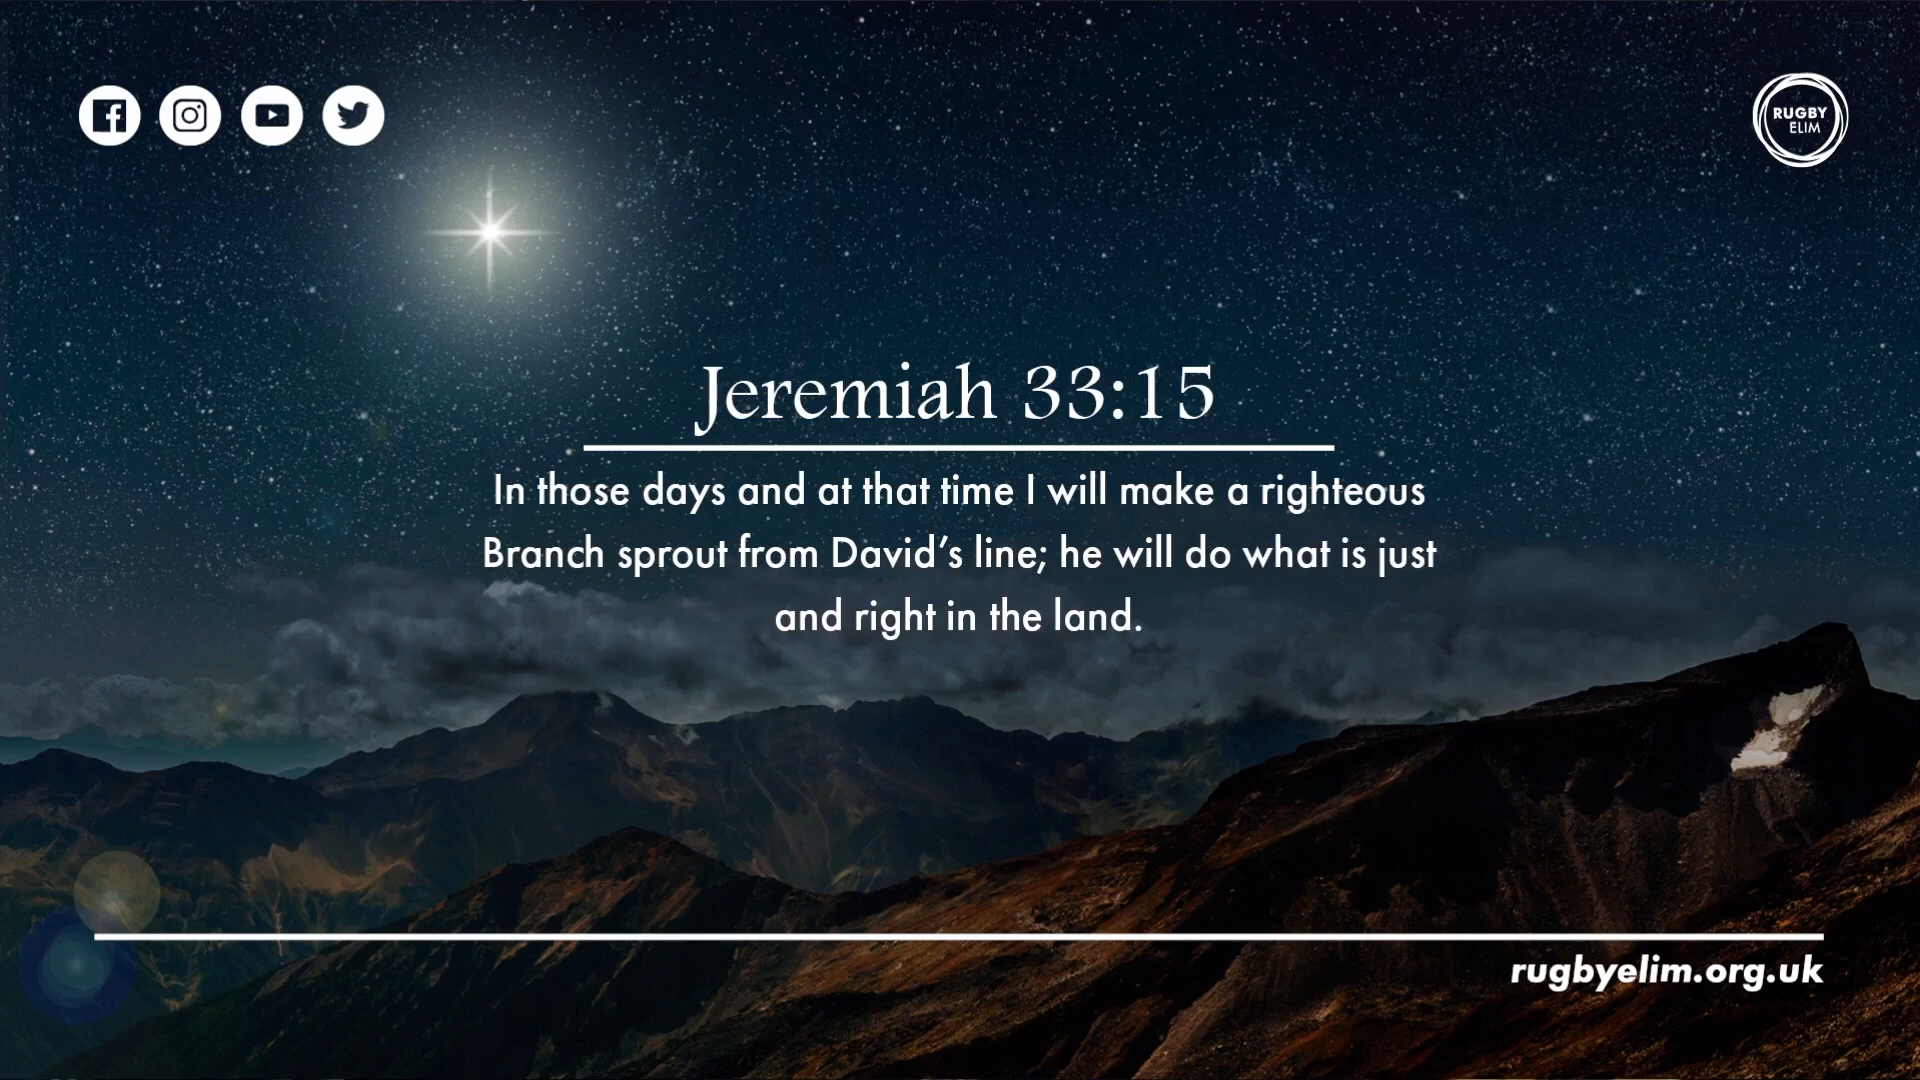 RUGBY
ELIM
Jeremiah 33:15
In those days and at that time I will make a righteous
Branch sprout from David’s line; he will do what is just
and right in the land.
rugbyelim.org.uk